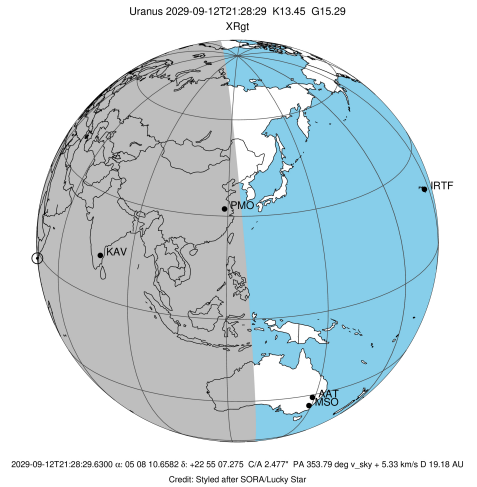 Uranus 2029-09-12T21:28:29 K13.45 G15.29
XRgt
IRTF
PMO
KAV
AAT
MSO
2029-09-12T21:28:29.6300 α: 05 08 10.6582 δ: +22 55 07.275 C/A 2.477" PA 353.79 deg v_sky + 5.33 km/s D 19.18 AU
Credit: Styled after SORA/Lucky Star